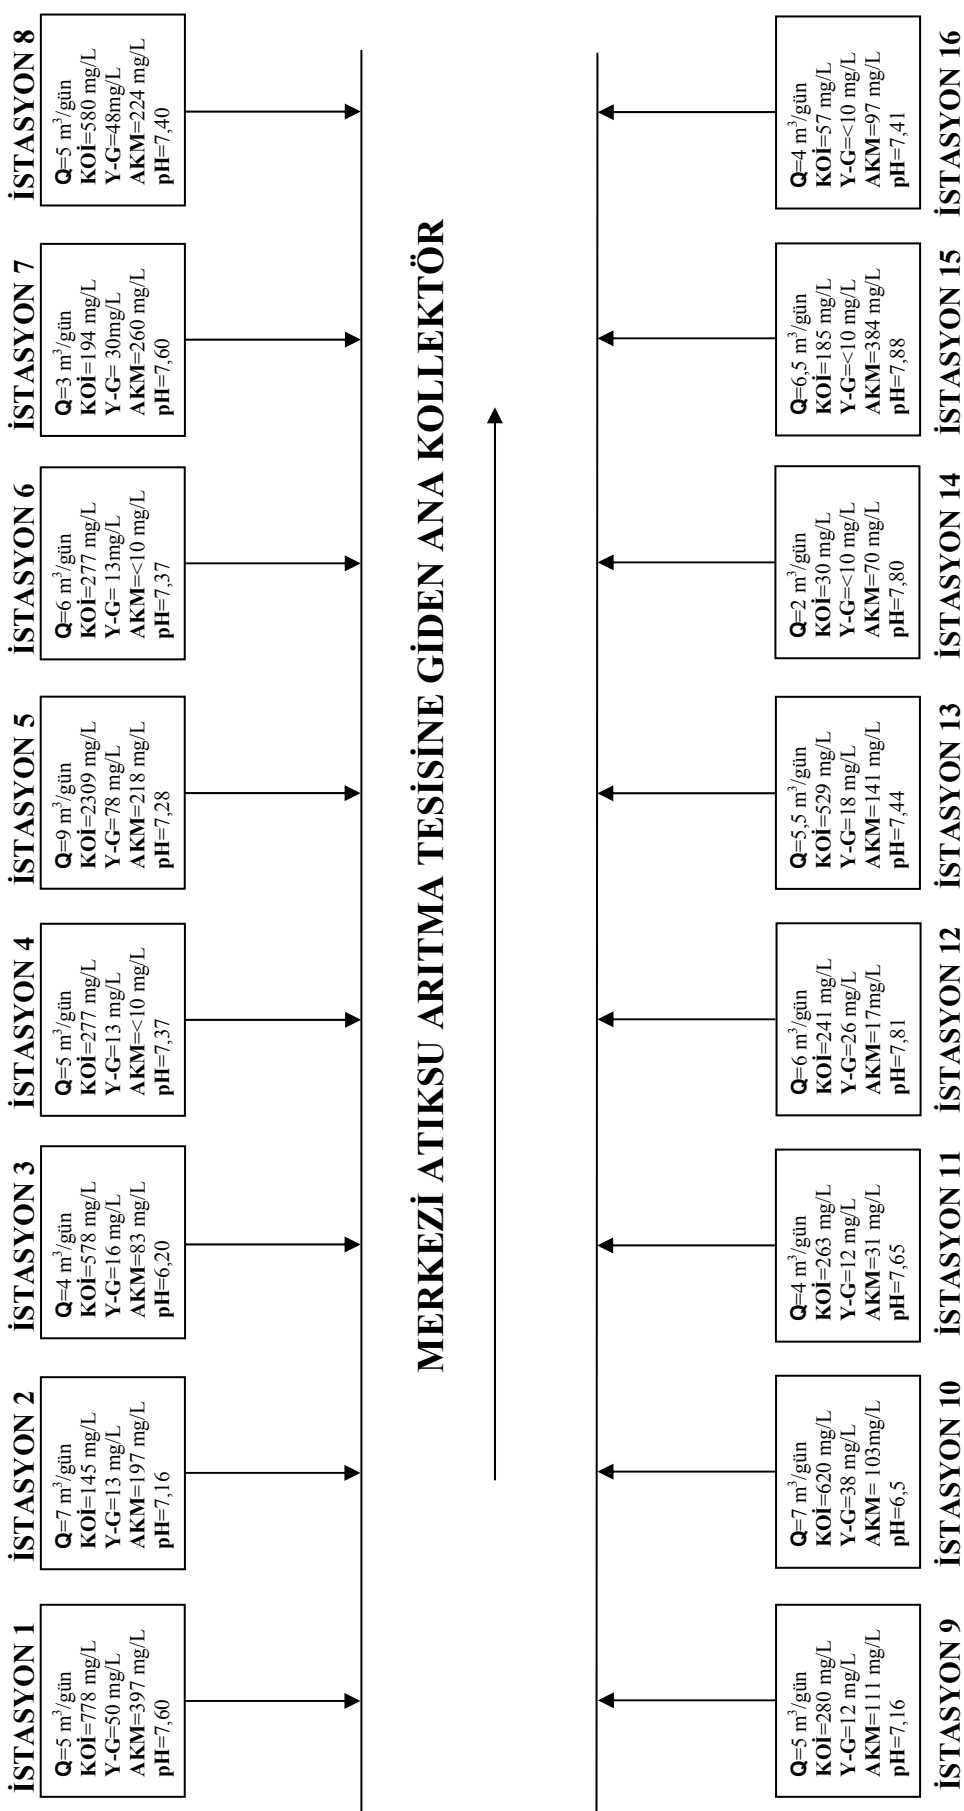 İSTASYON 1
Q=5 m³/gün
KOİ=778 mg/L
Y-G=50 mg/L
AKM=397 mg/L
pH=7,60
İSTASYON 2
Q=7 m³/gün
KOİ=145 mg/L
Y-G=13 mg/L
AKM=197 mg/L
pH=7,16
İSTASYON 3
Q=4 m³/gün
KOİ=578 mg/L
Y-G=16 mg/L
AKM=83 mg/L
pH=6,20
İSTASYON 4
Q=5 m³/gün
KOİ=277 mg/L
Y-G=13 mg/L
AKM=<10 mg/L
pH=7,37
İSTASYON 5
Q=9 m³/gün
KOİ=2309 mg/L
Y-G=78 mg/L
AKM=218 mg/L
pH=7,28
İSTASYON 6
Q=6 m³/gün
KOİ=277 mg/L
Y-G= 13mg/L
AKM=<10 mg/L
pH=7,37
İSTASYON 7
Q=3 m³/gün
KOİ=194 mg/L
Y-G= 30mg/L
AKM=260 mg/L
pH=7,60
İSTASYON 8
Q=5 m³/gün
KOİ=580 mg/L
Y-G=48mg/L
AKM=224 mg/L
pH=7,40
MERKEZİ ATIKSU ARITMA TESİSİNE GİDEN ANA KOLLEKTÖR
Q=5 m³/gün
KOİ=280 mg/L
Y-G=12 mg/L
AKM=111 mg/L
pH=7,16
İSTASYON 9
Q=7 m³/gün
KOİ=620 mg/L
Y-G=38 mg/L
AKM= 103mg/L
pH=6,5
İSTASYON 10
Q=4 m³/gün
KOİ=263 mg/L
Y-G=12 mg/L
AKM=31 mg/L
pH=7,65
İSTASYON 11
Q=6 m³/gün
KOİ=241 mg/L
Y-G=26 mg/L
AKM=17mg/L
pH=7,81
İSTASYON 12
Q=5,5 m³/gün
KOİ=529 mg/L
Y-G=18 mg/L
AKM=141 mg/L
pH=7,44
İSTASYON 13
Q=2 m³/gün
KOİ=30 mg/L
Y-G=<10 mg/L
AKM=70 mg/L
pH=7,80
İSTASYON 14
Q=6,5 m³/gün
KOİ=185 mg/L
Y-G=<10 mg/L
AKM=384 mg/L
pH=7,88
İSTASYON 15
Q=4 m³/gün
KOİ=57 mg/L
Y-G=<10 mg/L
AKM=97 mg/L
pH=7,41
İSTASYON 16